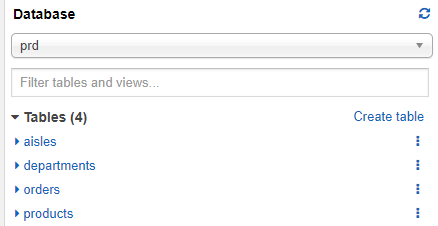 Database
prd
Filter tables and views...
Tables (4) Create table
aisles
departments
orders
products